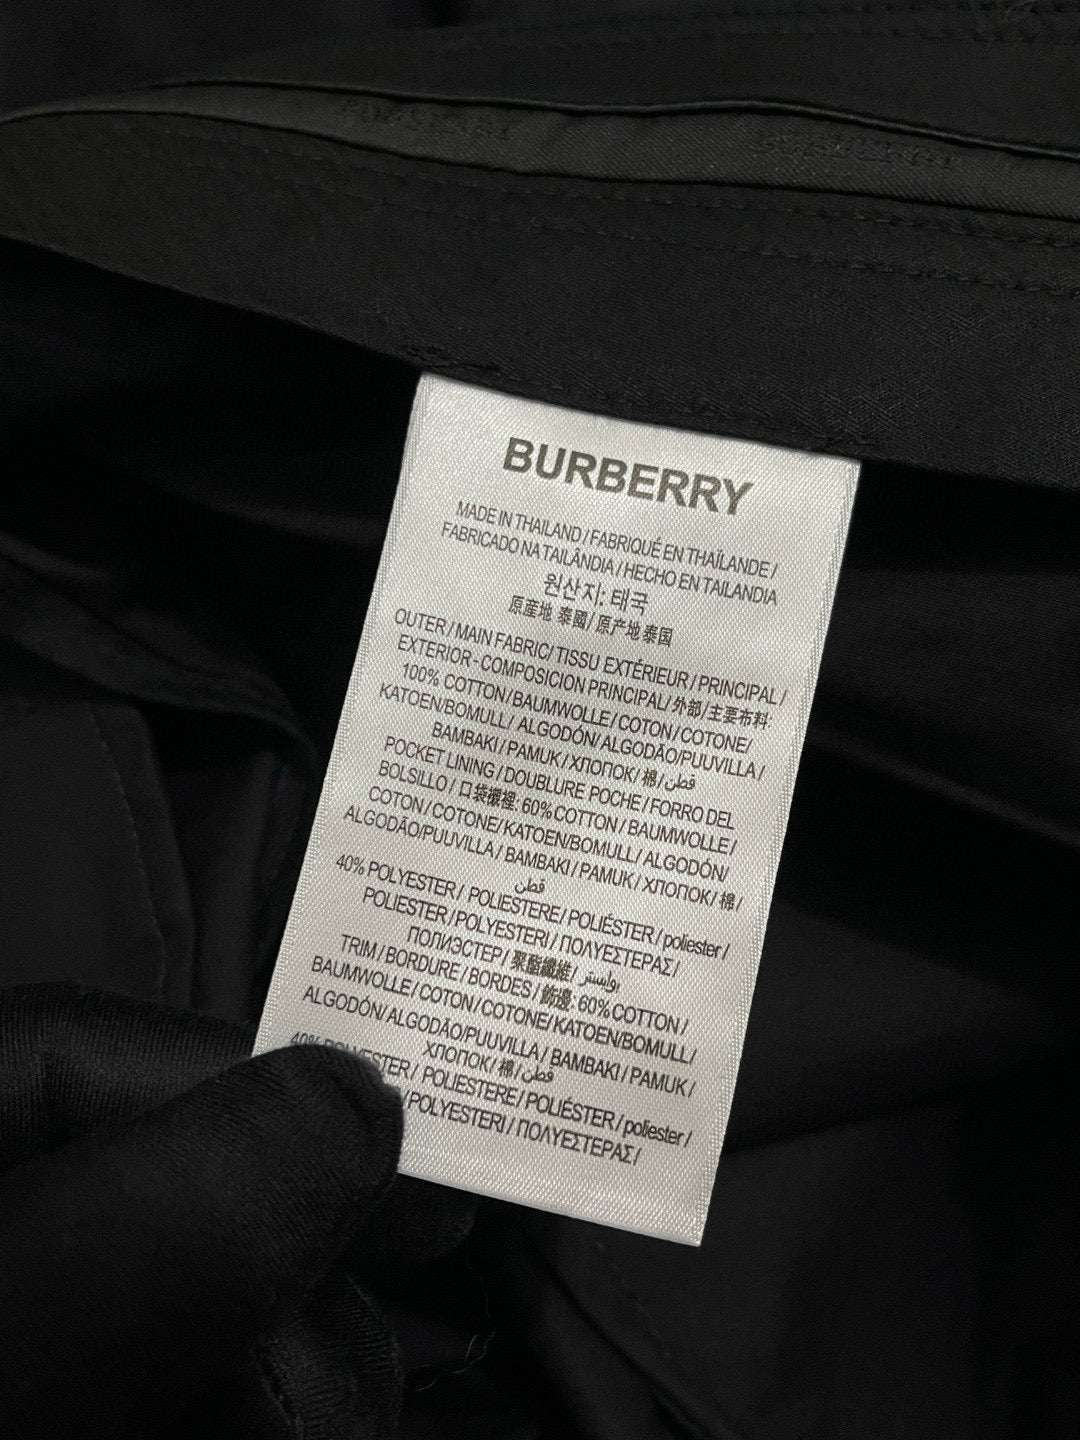 BURBERRY
MADE IN THAILAND / FABRIQUÉ EN THAÏLANDE /
FABRICADO NA TAILÂNDIA / HECHO EN TAILANDIA
원산지: 태국
原産地 泰國 / 原产地 泰国
OUTER / MAIN FABRIC/ TISSU EXTÉRIEUR / PRINCIPAL /
EXTERIOR - COMPOSICION PRINCIPAL/ 外部/主要布料:
100% COTTON / BAUMWOLLE / COTON / COTONE/
KATOEN/BOMULL / ALGODÓN/ ALGODÃO/PUUVILLA /
BAMBAKI / PAMUK / ХЛОПОК/ 棉/ قطن
POCKET LINING / DOUBLURE POCHE / FORRO DEL
BOLSILLO / 口袋襯裡: 60% COTTON / BAUMWOLLE /
COTON / COTONE/KATOEN/BOMULL/ ALGODÓN/
ALGODÃO/PUUVILLA / BAMBAKI / PAMUK / ХЛОПОК/ 棉/
قطن
40% POLYESTER / POLIESTERE/ POLIÉSTER / poliester /
POLIESTER / POLYESTERI / ΠΟΛΥΕΣΤΕΡΑΣ/
ПОЛИЭСТЕР/ 聚酯纖維/ بولستر
TRIM / BORDURE / BORDES / 飾邊: 60% COTTON /
BAUMWOLLE / COTON / COTONE/KATOEN/BOMULL/
ALGODÓN/ ALGODÃO/PUUVILLA / BAMBAKI / PAMUK /
ХЛОПОК/ 棉/ قطن
40% POLYESTER / POLIESTERE/ POLIÉSTER / poliester /
/ POLYESTERI / ΠΟΛΥΕΣΤΕΡΑΣ/